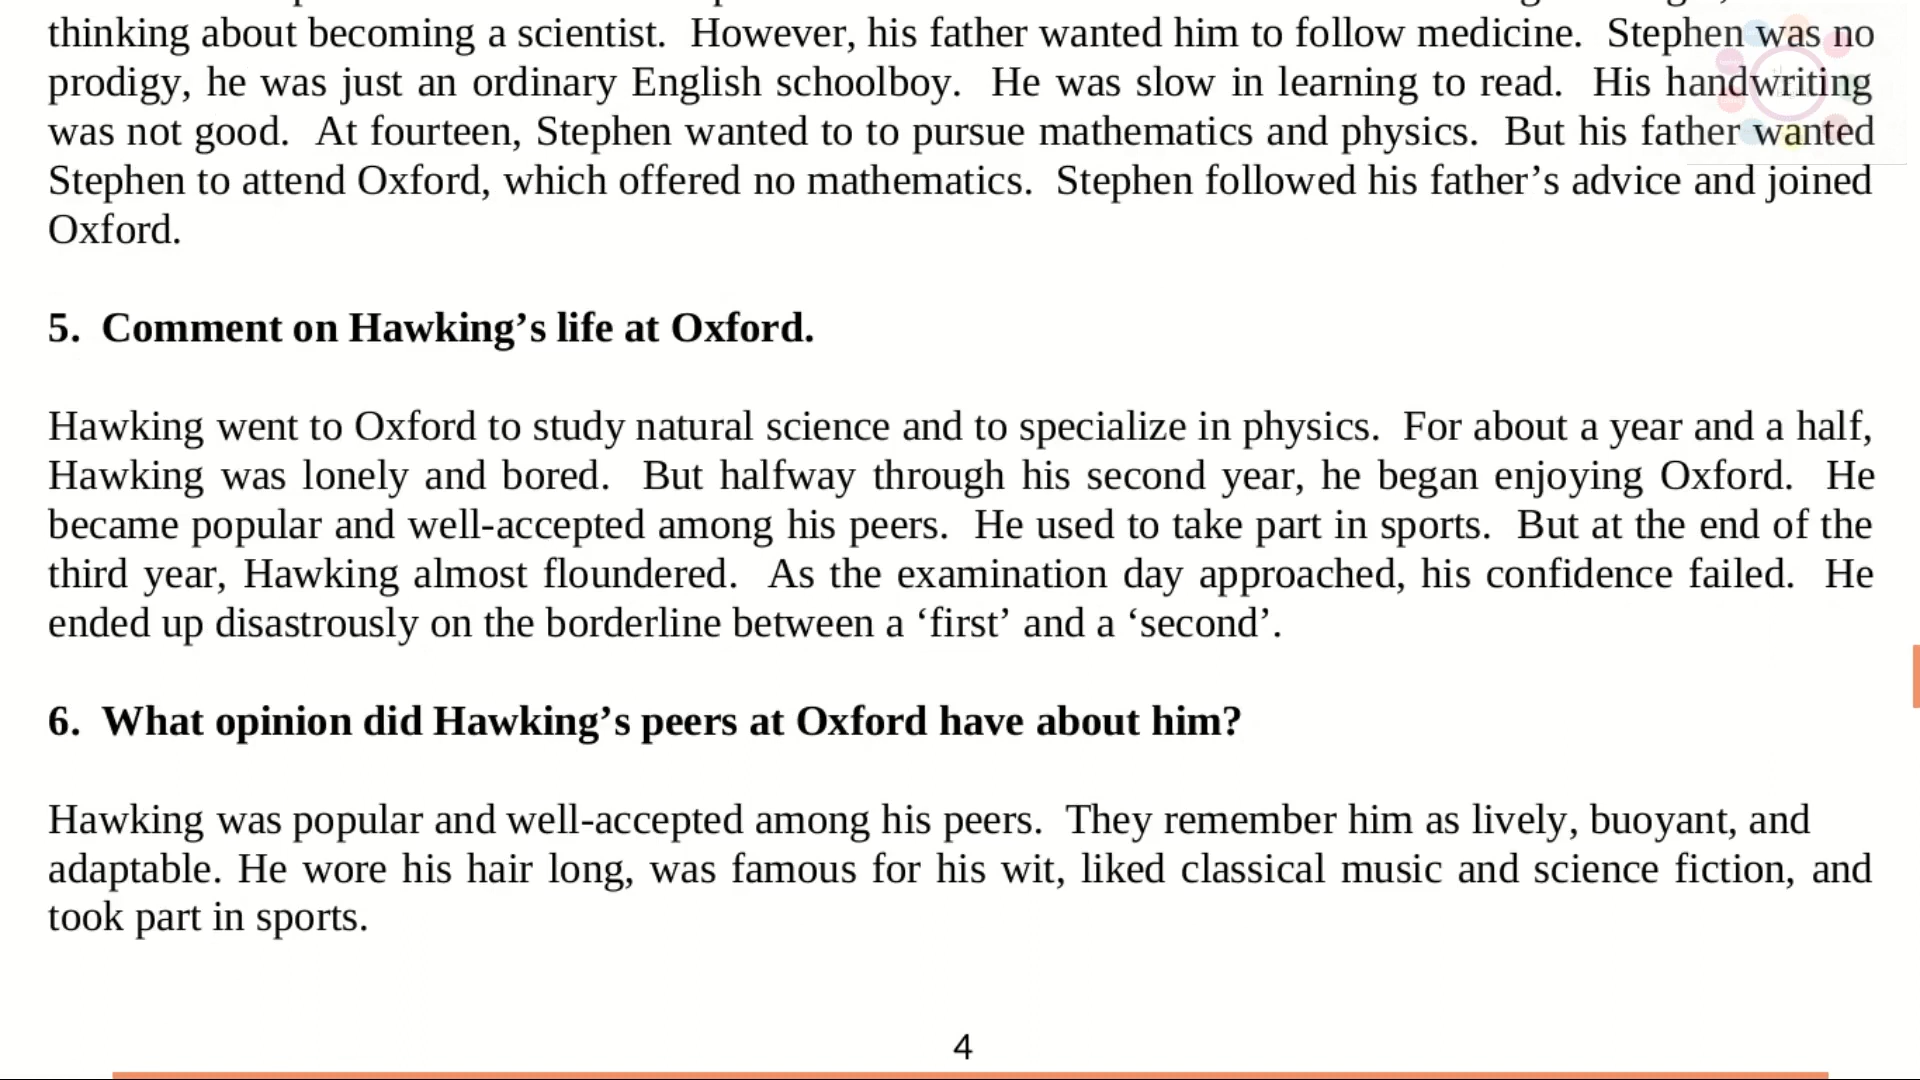 thinking about becoming a scientist.  However, his father wanted him to follow medicine.  Stephen was no
prodigy, he was just an ordinary English schoolboy.  He was slow in learning to read.  His handwriting
was not good.  At fourteen, Stephen wanted to to pursue mathematics and physics.  But his father wanted
Stephen to attend Oxford, which offered no mathematics.  Stephen followed his father’s advice and joined
Oxford.
5.  Comment on Hawking’s life at Oxford.
Hawking went to Oxford to study natural science and to specialize in physics.  For about a year and a half,
Hawking was lonely and bored.  But halfway through his second year, he began enjoying Oxford.  He
became popular and well-accepted among his peers.  He used to take part in sports.  But at the end of the
third year, Hawking almost floundered.  As the examination day approached, his confidence failed.  He
ended up disastrously on the borderline between a ‘first’ and a ‘second’.
6.  What opinion did Hawking’s peers at Oxford have about him?
Hawking was popular and well-accepted among his peers.  They remember him as lively, buoyant, and
adaptable. He wore his hair long, was famous for his wit, liked classical music and science fiction, and
took part in sports.
4